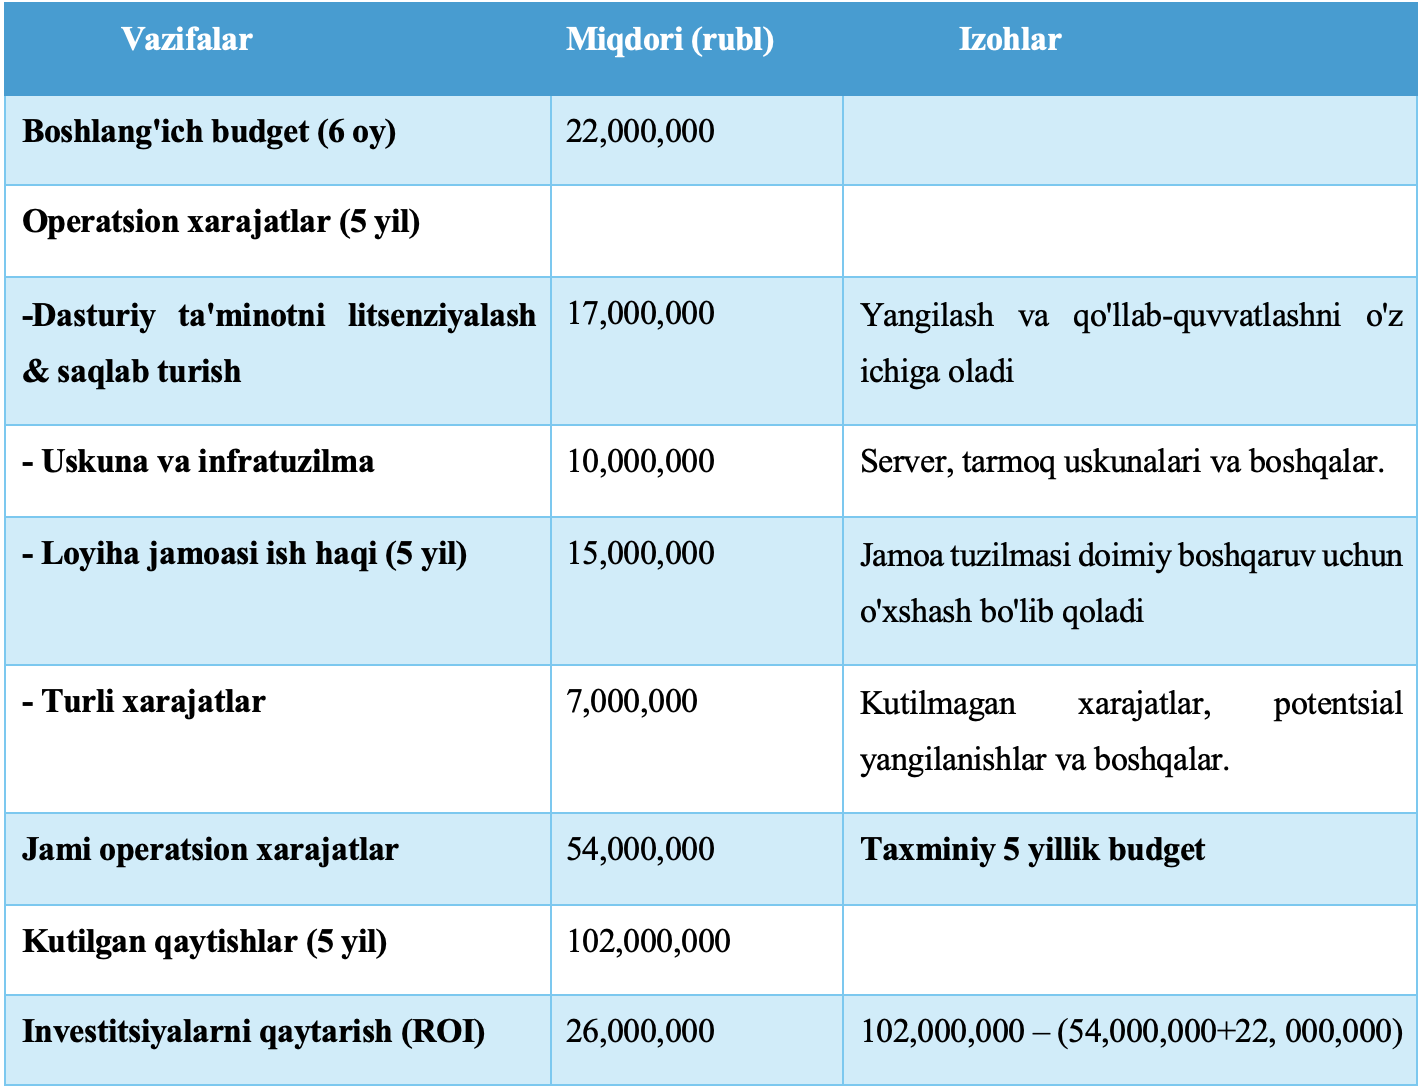 Vazifalar Miqdori (rubl) Izohlar
Boshlang'ich budget (6 oy) 22,000,000
Operatsion xarajatlar (5 yil)
-Dasturiy ta'minotni litsenziyalash 17,000,000 Yangilash va qo'llab-quvvatlashni o'z
& saqlab turish ichiga oladi
- Uskuna va infratuzilma 10,000,000 Server, tarmoq uskunalari va boshqalar.
- Loyiha jamoasi ish haqi (5 yil) 15,000,000 Jamoa tuzilmasi doimiy boshqaruv uchun
o'xshash bo'lib qoladi
- Turli xarajatlar 7,000,000 Kutilmagan xarajatlar, potentsial
yangilanishlar va boshqalar.
Jami operatsion xarajatlar 54,000,000 Taxminiy 5 yillik budget
Kutilgan qaytishlar (5 yil) 102,000,000
Investitsiyalarni qaytarish (ROI) 26,000,000 102,000,000 – (54,000,000+22, 000,000)